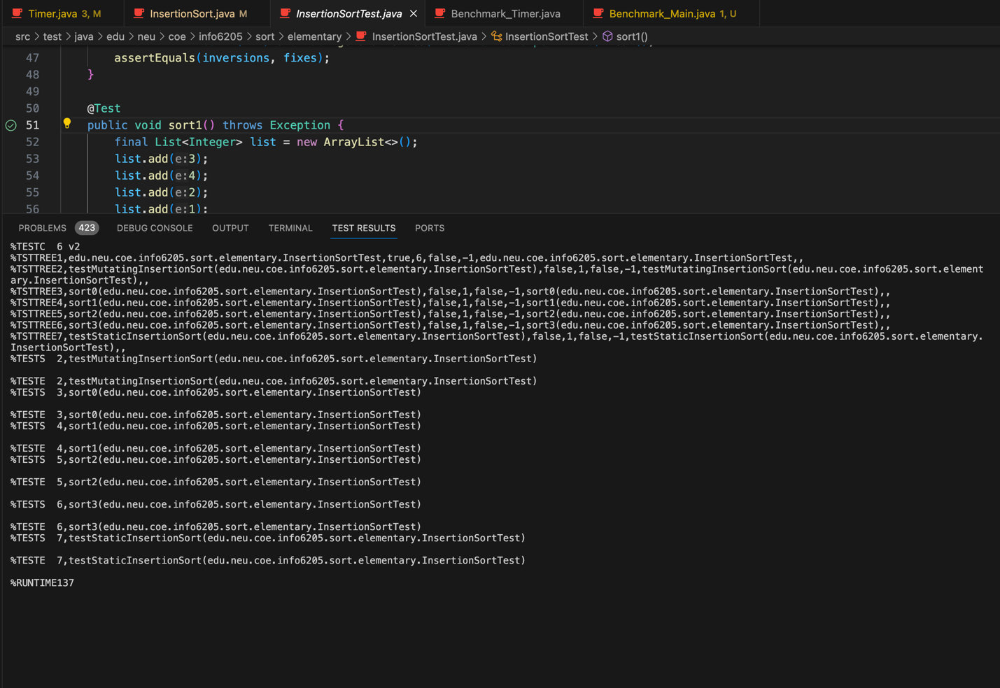 Timer.java 3, M
InsertionSort.java M
InsertionSortTest.java
Benchmark_Timer.java
Benchmark_Main.java 1, U
src > test > java > edu > neu > coe > info6205 > sort > elementary > InsertionSortTest.java > InsertionSortTest > sort1()
47 assertEquals(inversions, fixes);
48 }
49
50 @Test
51 public void sort1() throws Exception {
52 final List<Integer> list = new ArrayList<>();
53 list.add(e:3);
54 list.add(e:4);
55 list.add(e:2);
56 list.add(e:1);
PROBLEMS 423 DEBUG CONSOLE OUTPUT TERMINAL TEST RESULTS PORTS
%TESTC  6 v2
%TSTTREE1,edu.neu.coe.info6205.sort.elementary.InsertionSortTest,true,6,false,-1,edu.neu.coe.info6205.sort.elementary.InsertionSortTest,,
%TSTTREE2,testMutatingInsertionSort(edu.neu.coe.info6205.sort.elementary.InsertionSortTest),false,1,false,-1,testMutatingInsertionSort(edu.neu.coe.info6205.sort.element
ary.InsertionSortTest),,
%TSTTREE3,sort0(edu.neu.coe.info6205.sort.elementary.InsertionSortTest),false,1,false,-1,sort0(edu.neu.coe.info6205.sort.elementary.InsertionSortTest),,
%TSTTREE4,sort1(edu.neu.coe.info6205.sort.elementary.InsertionSortTest),false,1,false,-1,sort1(edu.neu.coe.info6205.sort.elementary.InsertionSortTest),,
%TSTTREE5,sort2(edu.neu.coe.info6205.sort.elementary.InsertionSortTest),false,1,false,-1,sort2(edu.neu.coe.info6205.sort.elementary.InsertionSortTest),,
%TSTTREE6,sort3(edu.neu.coe.info6205.sort.elementary.InsertionSortTest),false,1,false,-1,sort3(edu.neu.coe.info6205.sort.elementary.InsertionSortTest),,
%TSTTREE7,testStaticInsertionSort(edu.neu.coe.info6205.sort.elementary.InsertionSortTest),false,1,false,-1,testStaticInsertionSort(edu.neu.coe.info6205.sort.elementary.
InsertionSortTest),,
%TESTS  2,testMutatingInsertionSort(edu.neu.coe.info6205.sort.elementary.InsertionSortTest)
%TESTE  2,testMutatingInsertionSort(edu.neu.coe.info6205.sort.elementary.InsertionSortTest)
%TESTS  3,sort0(edu.neu.coe.info6205.sort.elementary.InsertionSortTest)
%TESTE  3,sort0(edu.neu.coe.info6205.sort.elementary.InsertionSortTest)
%TESTS  4,sort1(edu.neu.coe.info6205.sort.elementary.InsertionSortTest)
%TESTE  4,sort1(edu.neu.coe.info6205.sort.elementary.InsertionSortTest)
%TESTS  5,sort2(edu.neu.coe.info6205.sort.elementary.InsertionSortTest)
%TESTE  5,sort2(edu.neu.coe.info6205.sort.elementary.InsertionSortTest)
%TESTS  6,sort3(edu.neu.coe.info6205.sort.elementary.InsertionSortTest)
%TESTE  6,sort3(edu.neu.coe.info6205.sort.elementary.InsertionSortTest)
%TESTS  7,testStaticInsertionSort(edu.neu.coe.info6205.sort.elementary.InsertionSortTest)
%TESTE  7,testStaticInsertionSort(edu.neu.coe.info6205.sort.elementary.InsertionSortTest)
%RUNTIME137